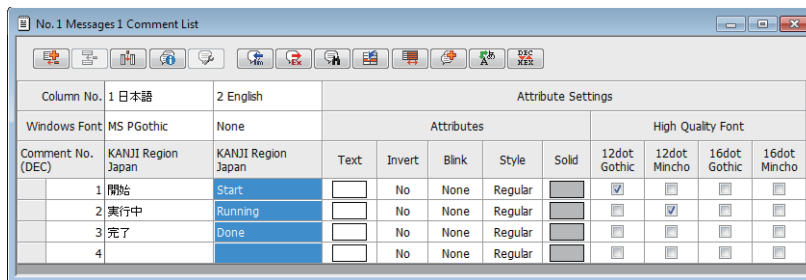 No. 1 Messages 1 Comment List
Im Ex DEC HEX
Column No. 1 日本語 2 English Attribute Settings
Windows Font MS PGothic None Attributes High Quality Font
Comment No. (DEC) KANJI Region Japan KANJI Region Japan Text Invert Blink Style Solid 12dot Gothic 12dot Mincho 16dot Gothic 16dot Mincho
1 開始 Start No None Regular
2 実行中 Running No None Regular
3 完了 Done No None Regular
4 No None Regular